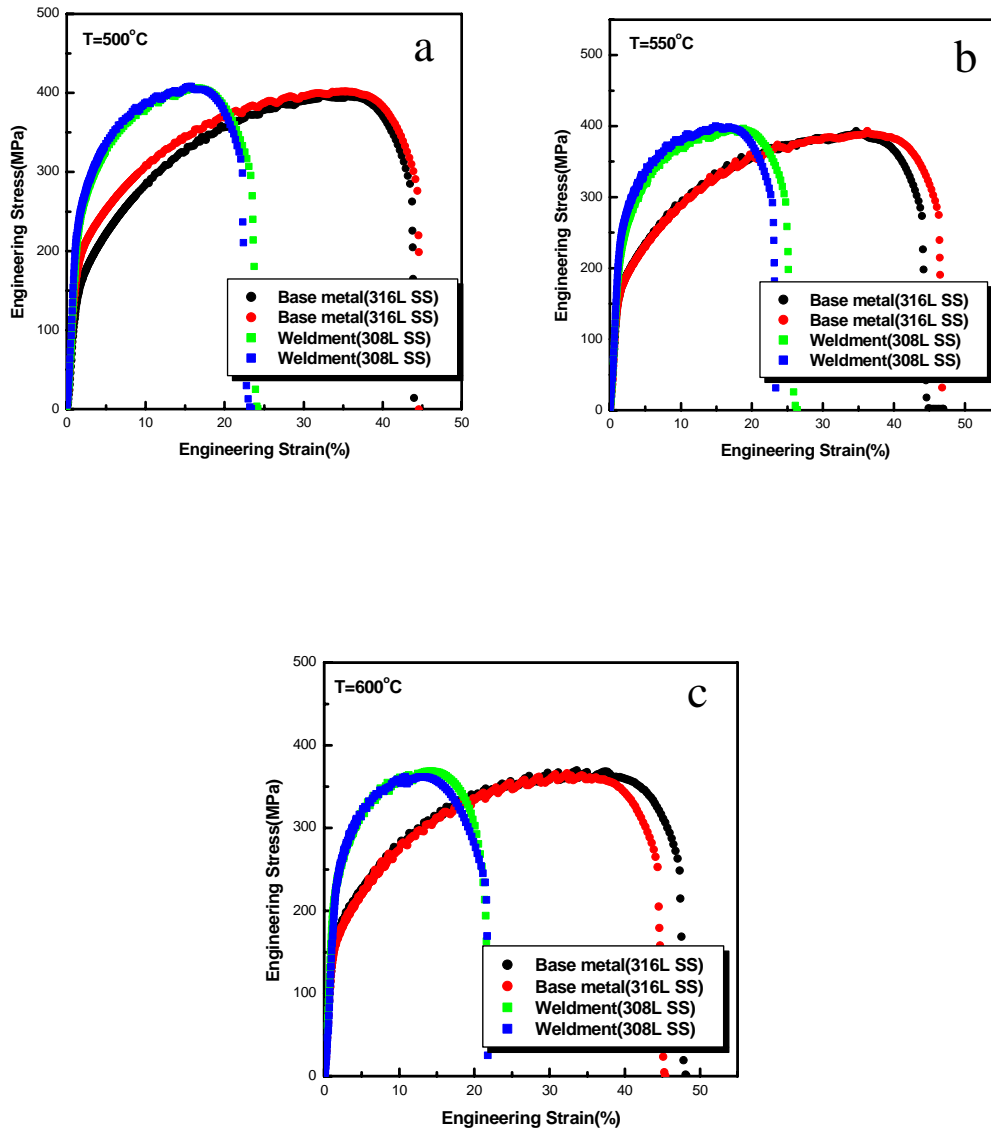 T=500°C
a
Engineering Stress(MPa)
500
400
300
200
100
0
0 10 20 30 40 50
Engineering Strain(%)
Base metal(316L SS)
Base metal(316L SS)
Weldment(308L SS)
Weldment(308L SS)
T=550°C
b
Engineering Stress(MPa)
500
400
300
200
100
0
0 10 20 30 40 50
Engineering Strain(%)
Base metal(316L SS)
Base metal(316L SS)
Weldment(308L SS)
Weldment(308L SS)
T=600°C
c
Engineering Stress(MPa)
500
400
300
200
100
0
0 10 20 30 40 50
Engineering Strain(%)
Base metal(316L SS)
Base metal(316L SS)
Weldment(308L SS)
Weldment(308L SS)